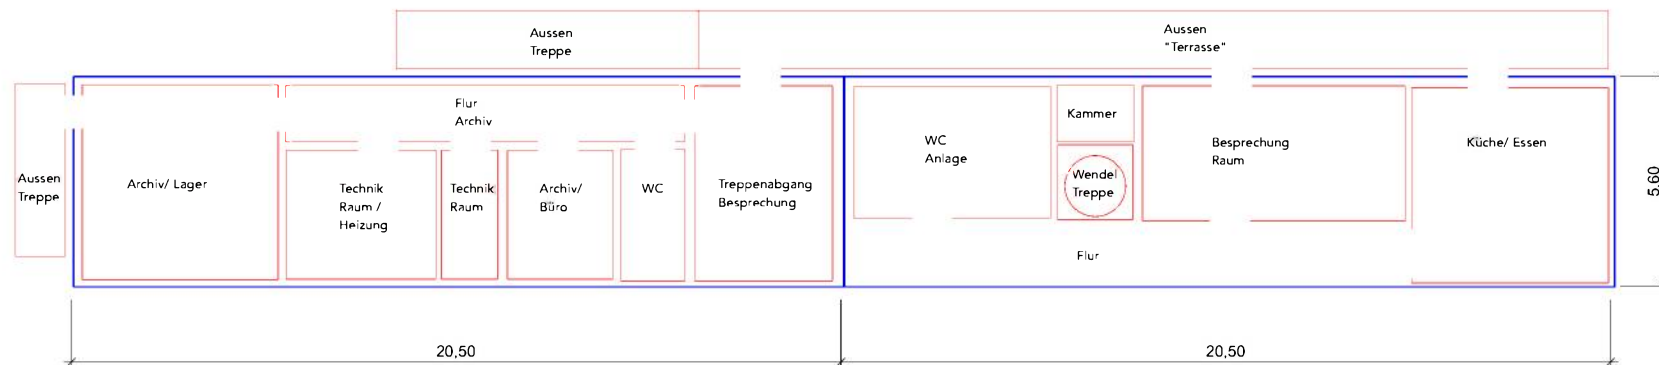 Aussen
Treppe
Aussen
"Terrasse"
Flur
Archiv
Kammer
WC
Anlage
Besprechung
Raum
Küche/ Essen
Aussen
Treppe
Archiv/ Lager
Technik
Raum /
Heizung
Technik
Raum
Archiv/
Büro
WC
Treppenabgang
Besprechung
Wendel
Treppe
5,60
Flur
20,50
20,50